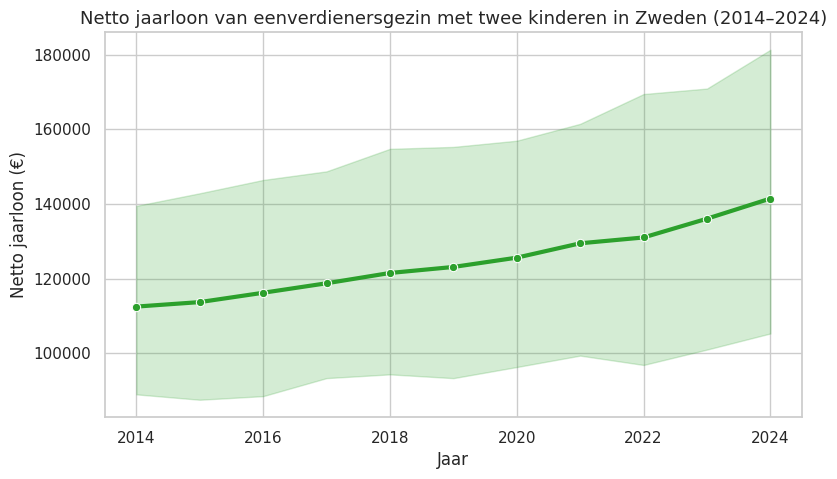 Netto jaarloon van eenverdienersgezin met twee kinderen in Zweden (2014–2024)
Netto jaarloon (€)
180000
160000
140000
120000
100000
2014 2016 2018 2020 2022 2024
Jaar